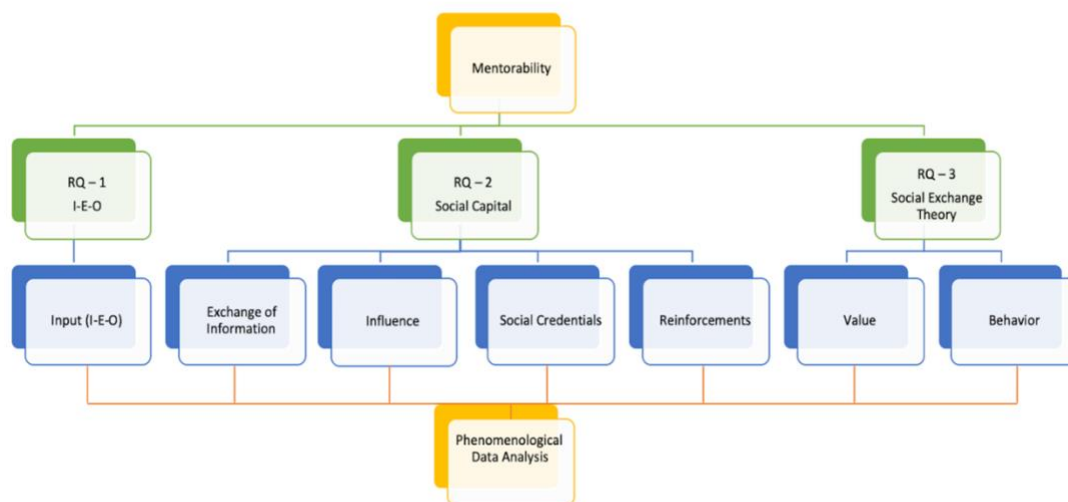 Mentorability
RQ – 1
I-E-O
RQ – 2
Social Capital
RQ – 3
Social Exchange
Theory
Input (I-E-O)
Exchange of
Information
Influence
Social Credentials
Reinforcements
Value
Behavior
Phenomenological
Data Analysis